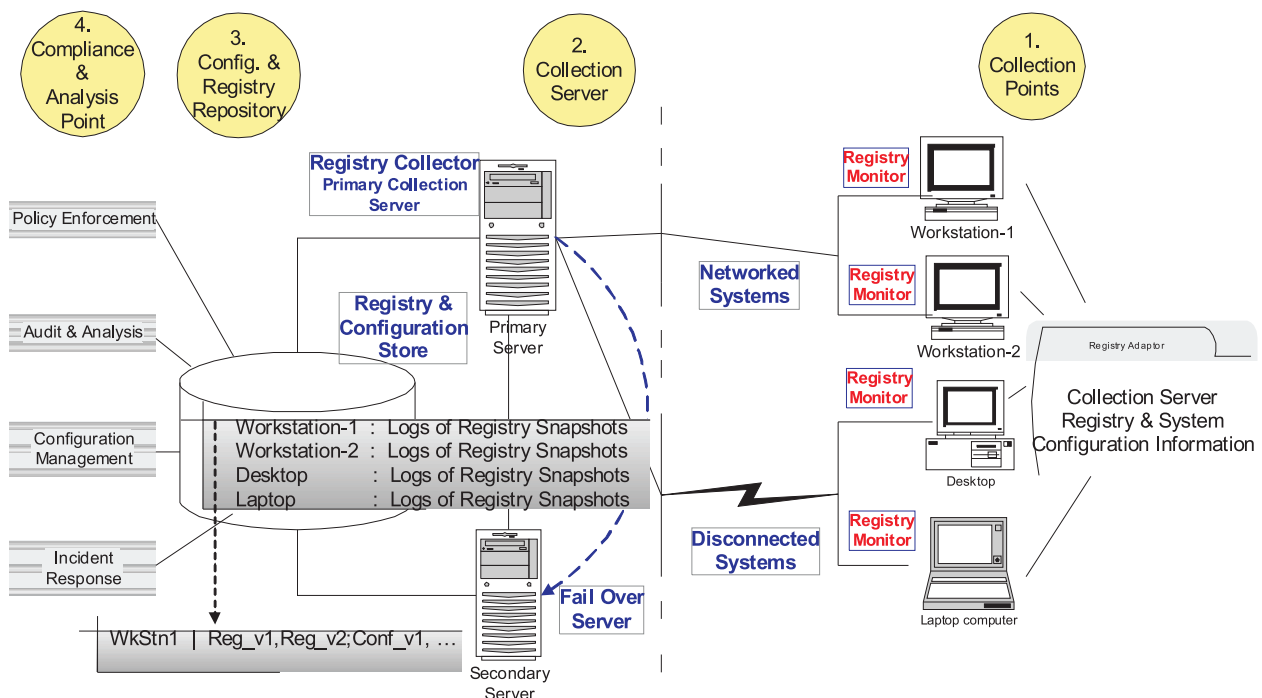 4.
Compliance
&
Analysis
Point
3.
Config. &
Registry
Repository
2.
Collection
Server
1.
Collection
Points
Registry Collector
Primary Collection
Server
Registry
Monitor
Workstation-1
Policy Enforcement
Networked
Systems
Registry
Monitor
Registry &
Configuration
Store
Primary
Server
Workstation-2
Audit & Analysis
Registry Adaptor
Registry
Monitor
Collection Server
Registry & System
Configuration Information
Desktop
Configuration
Management
Workstation-1 : Logs of Registry Snapshots
Workstation-2 : Logs of Registry Snapshots
Desktop : Logs of Registry Snapshots
Laptop : Logs of Registry Snapshots
Registry
Monitor
Disconnected
Systems
Incident
Response
Fail Over
Server
Laptop computer
WkStn1 | Reg_v1,Reg_v2;Conf_v1, ...
Secondary
Server